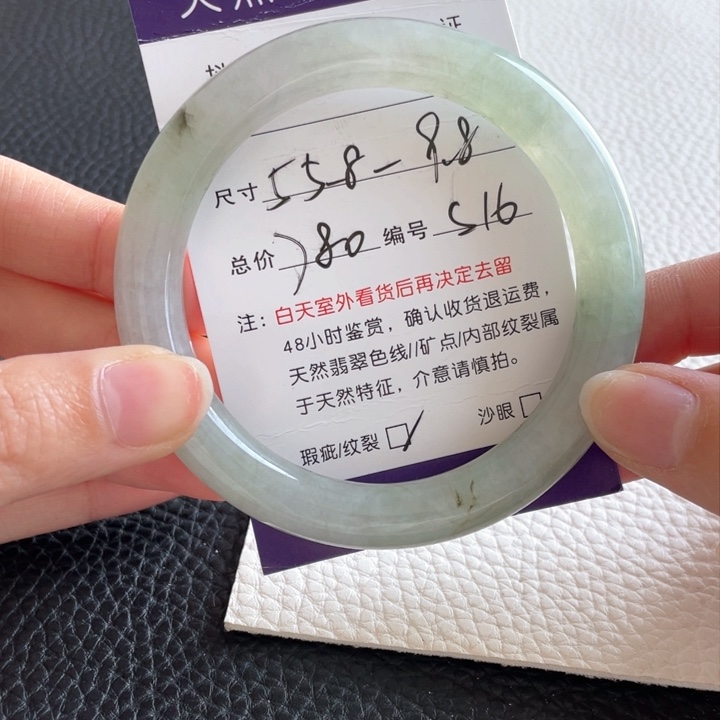 尺寸 558-9.8
总价 780 编号 516
注：白天室外看货后再决定去留
48小时鉴赏，确认收货退运费，
天然翡翠色线//矿点/内部纹裂属
于天然特征，介意请慎拍。
瑕疵/纹裂 沙眼